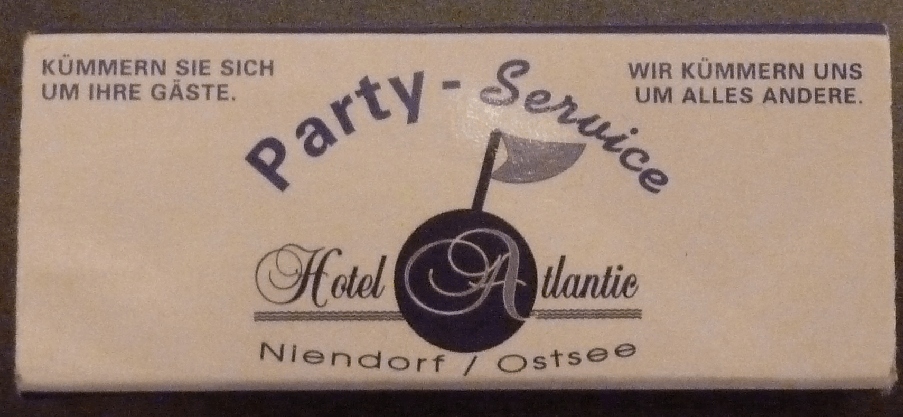 KÜMMERN SIE SICH
UM IHRE GÄSTE.
WIR KÜMMERN UNS
UM ALLES ANDERE.
Party - Service
Hotel Atlantic
Niendorf / Ostsee